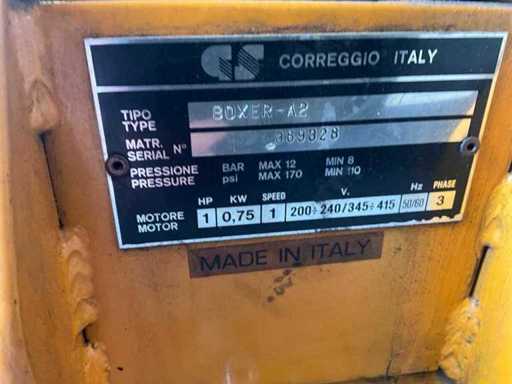 GS CORREGGIO ITALY
TIPO
TYPE BOXER-A2
MATR.
SERIAL N° 369328
PRESSIONE BAR MAX 12 MIN 8
PRESSURE psi MAX 170 MIN 110
HP KW SPEED V. Hz PHASE
MOTORE
MOTOR 1 0,75 1 200÷240/345÷415 50/60 3
MADE IN ITALY